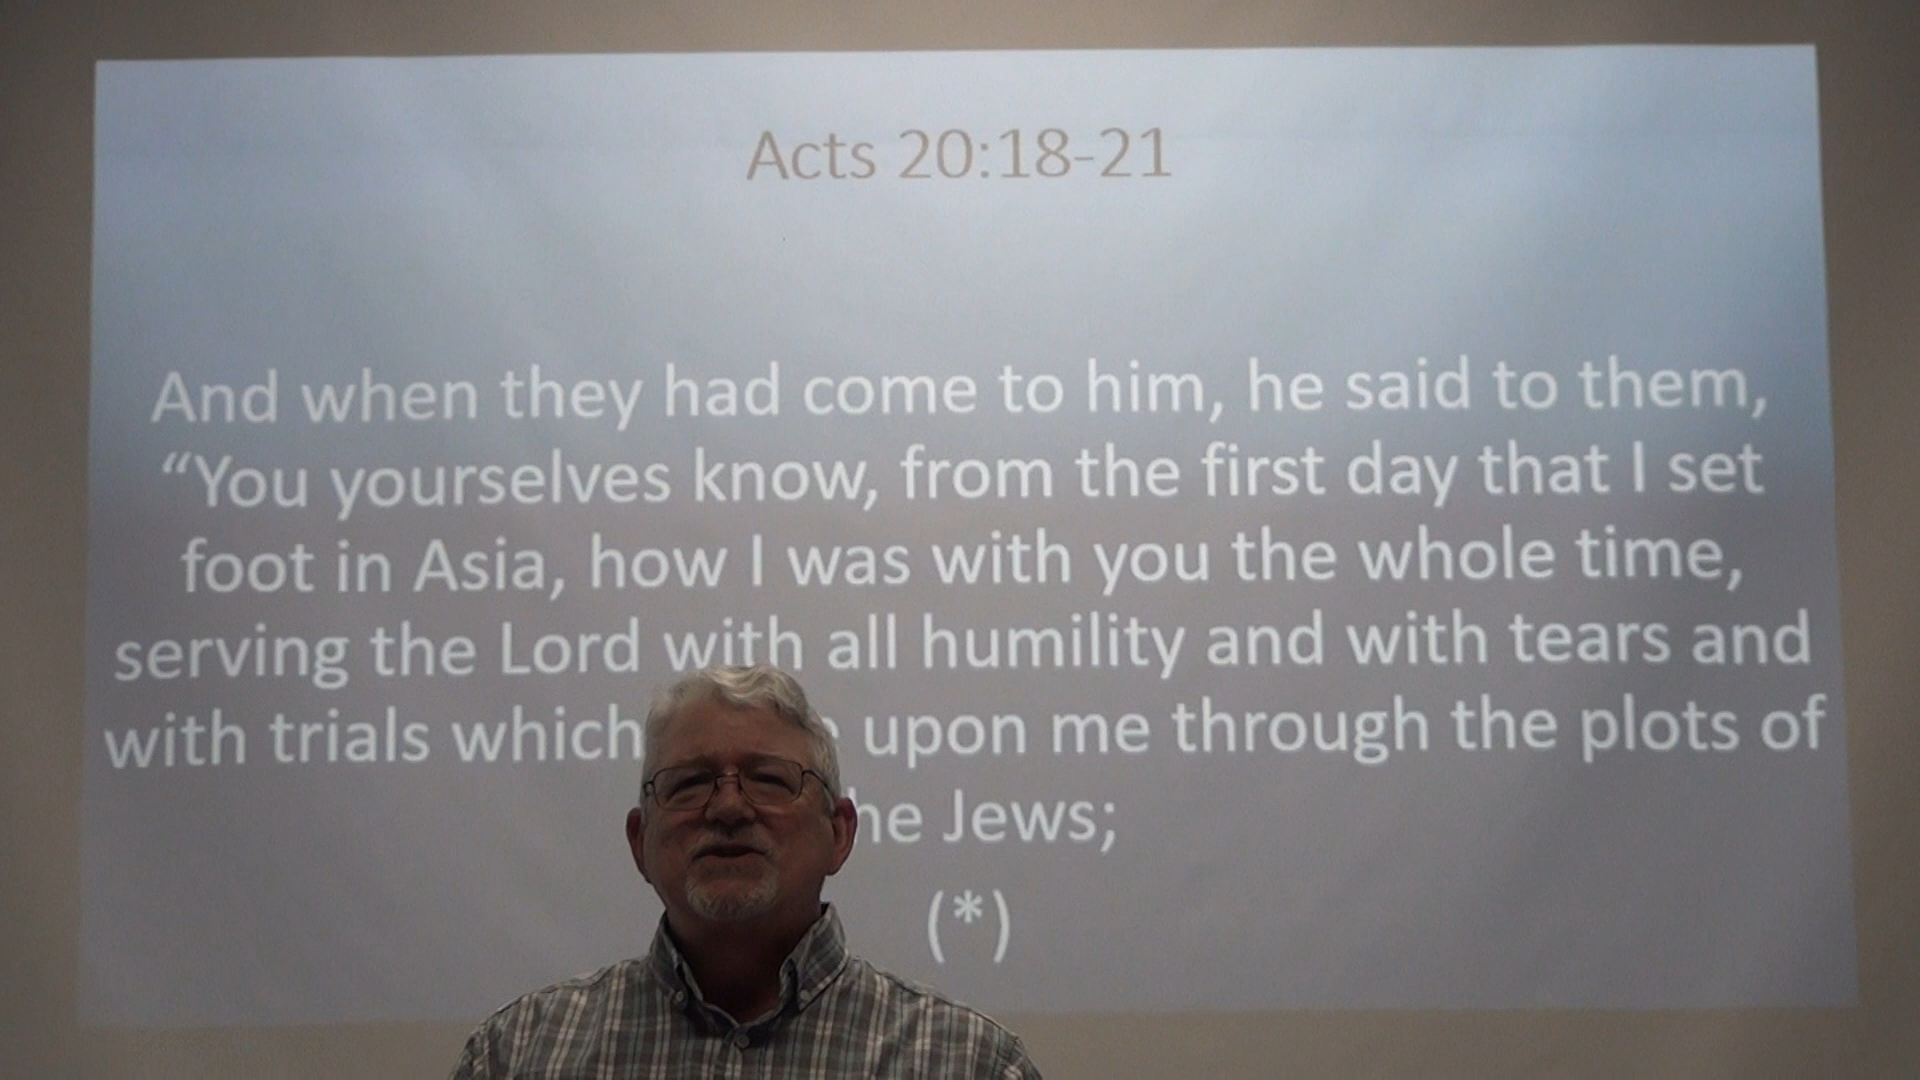 Acts 20:18-21
And when they had come to him, he said to them,
“You yourselves know, from the first day that I set
foot in Asia, how I was with you the whole time,
serving the Lord with all humility and with tears and
with trials which upon me through the plots of
Jews;
(*)